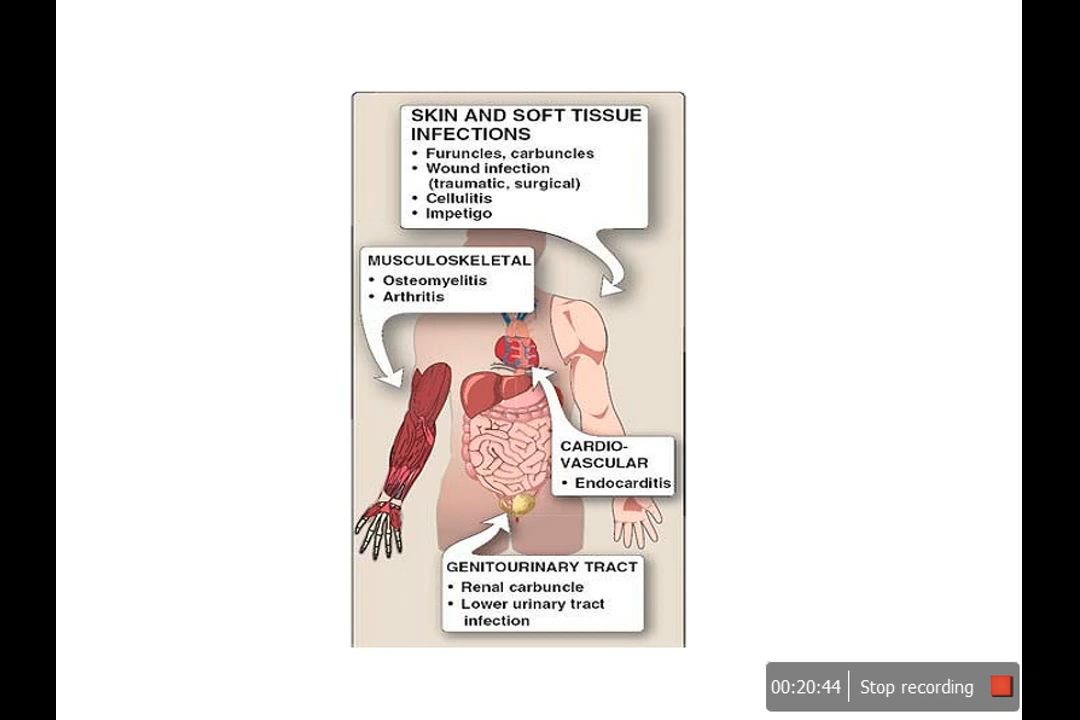 SKIN AND SOFT TISSUE
INFECTIONS
• Furuncles, carbuncles
• Wound infection
(traumatic, surgical)
• Cellulitis
• Impetigo
MUSCULOSKELETAL
• Osteomyelitis
• Arthritis
CARDIO-
VASCULAR
• Endocarditis
GENITOURINARY TRACT
• Renal carbuncle
• Lower urinary tract
infection
00:20:44 Stop recording